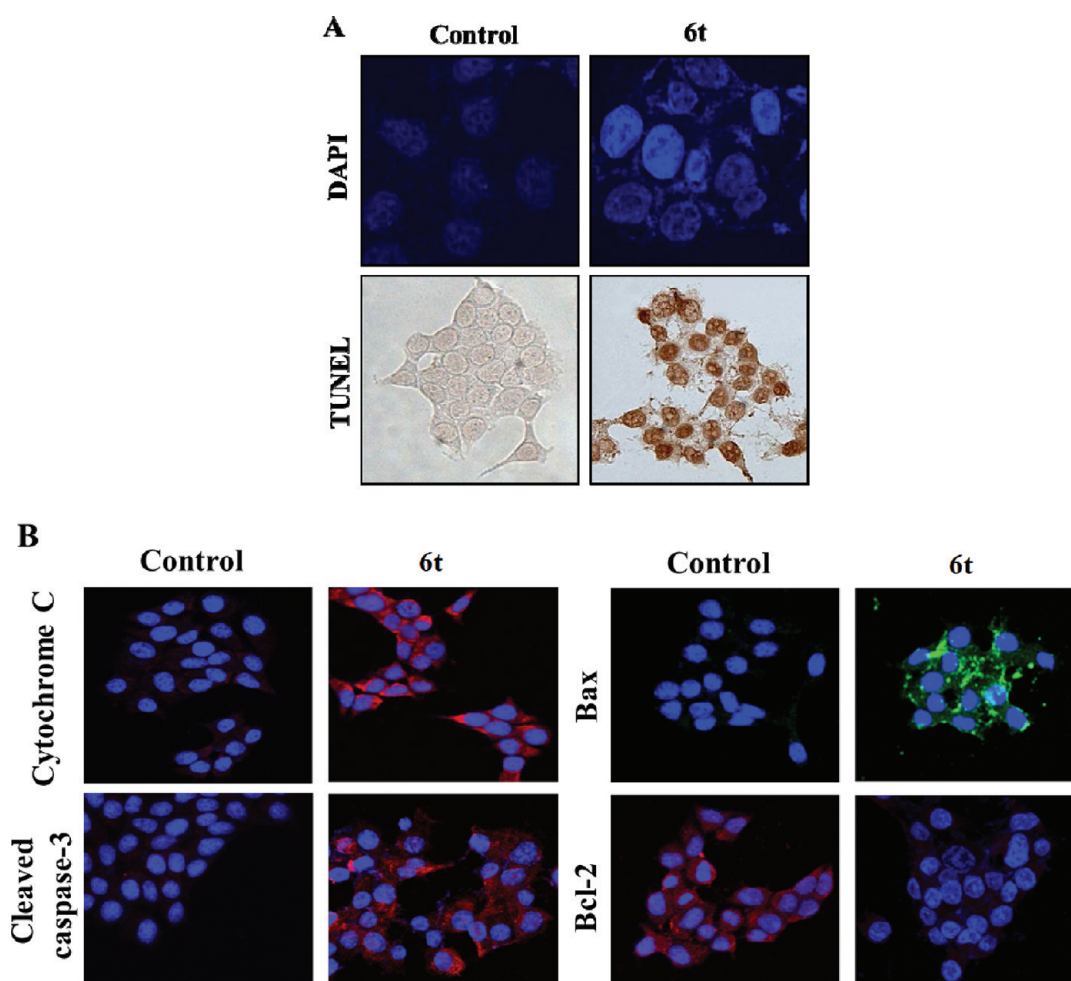 A
Control 6t
DAPI
TUNEL
B
Control 6t Control 6t
Cytochrome C
Bax
Cleaved
caspase-3
Bcl-2